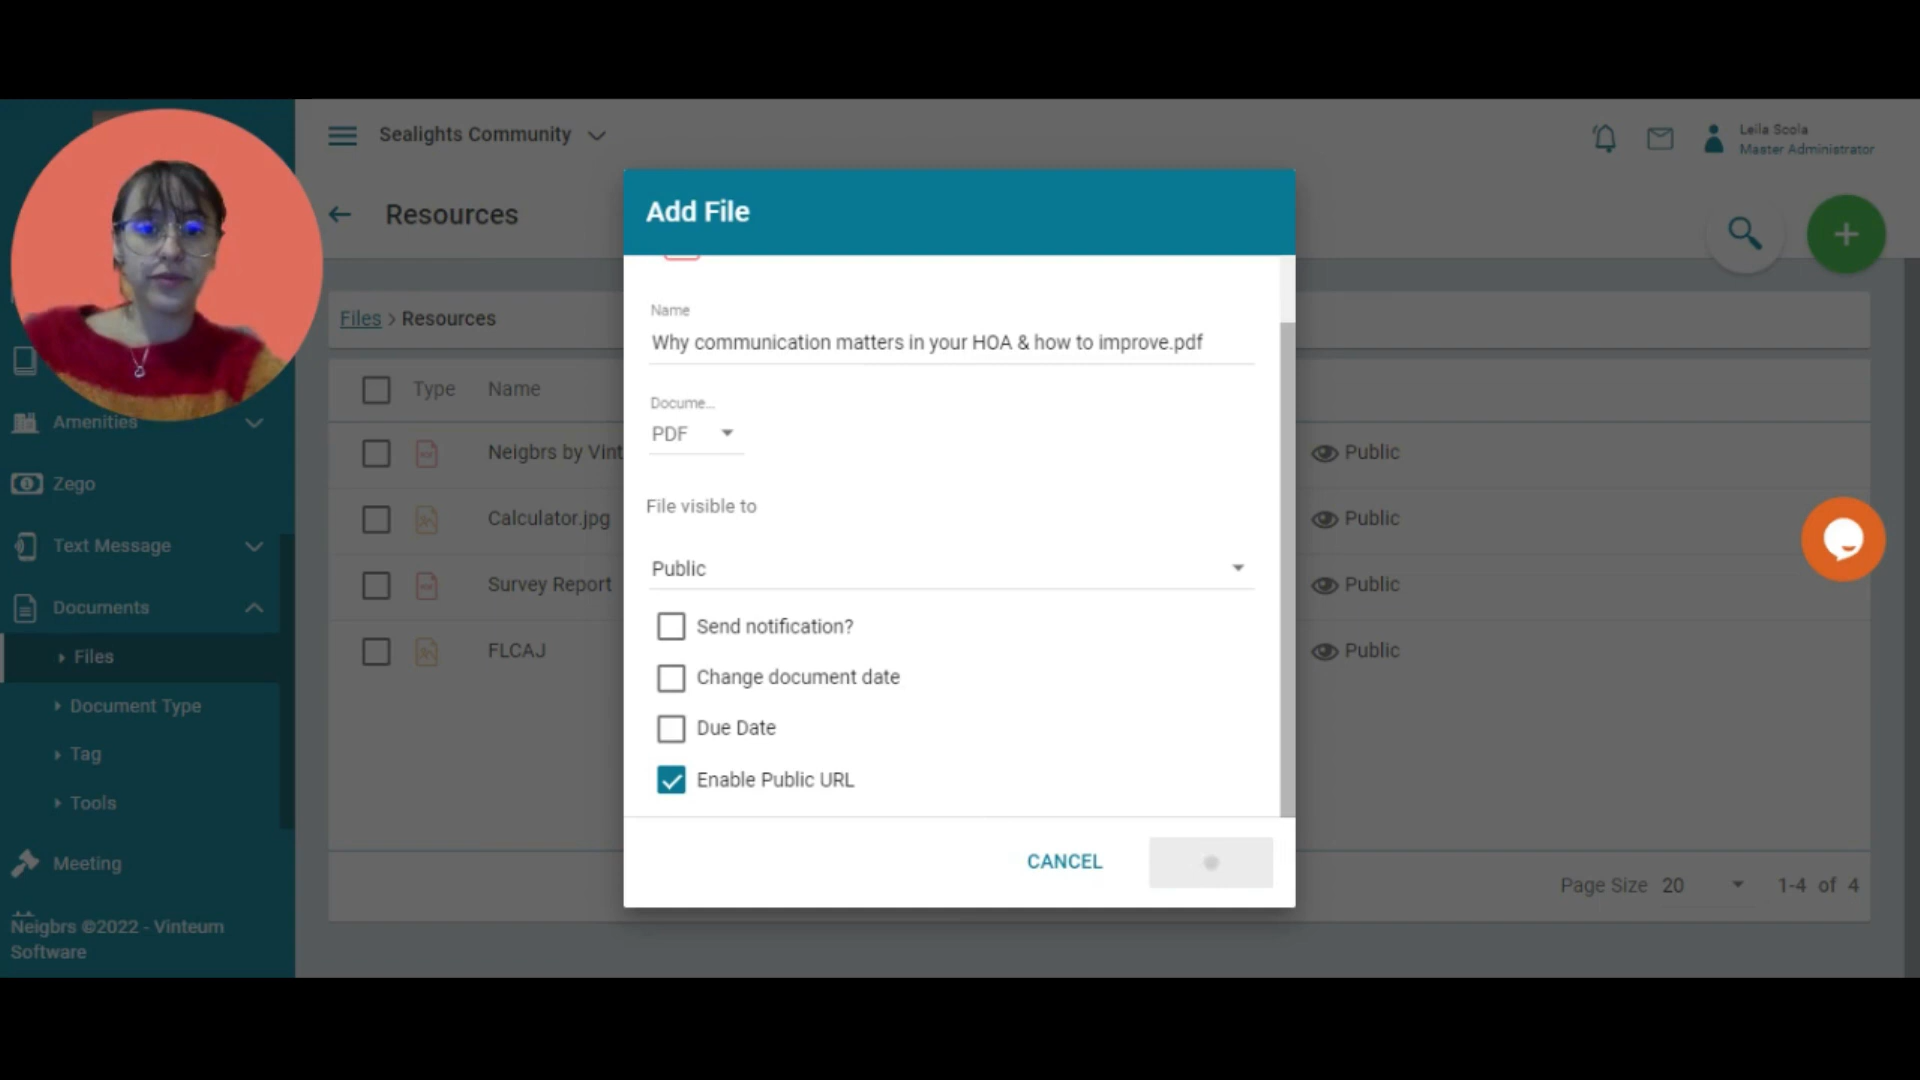 Sealights Community
Leila Scola
Master Administrator
Resources
Add File
Files > Resources
Name
Why communication matters in your HOA & how to improve.pdf
Type Name
Docume...
PDF
Amenities
Neigbrs by Vint
Public
Zego
File visible to
Calculator.jpg
Public
Text Message
Public
Survey Report
Public
Documents
Send notification?
Files
FLCAJ
Public
Change document date
Document Type
Due Date
Tag
Enable Public URL
Tools
Meeting
CANCEL
Page Size 20 1-4 of 4
Neigbrs ©2022 - Vinteum
Software